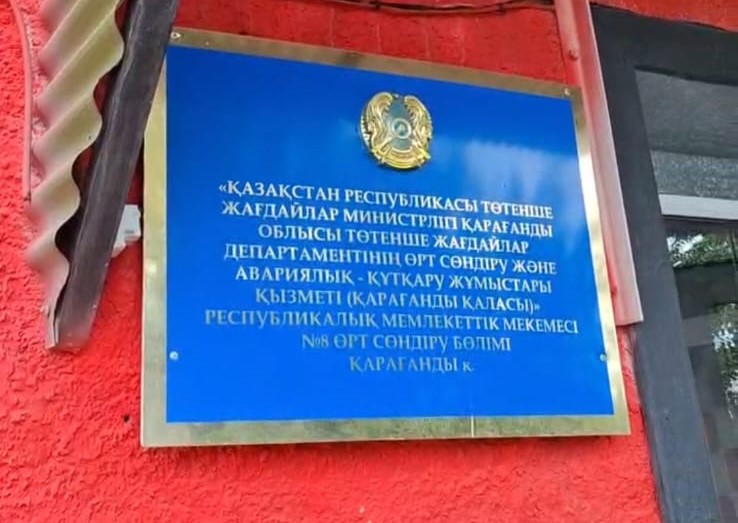 «ҚАЗАҚСТАН РЕСПУБЛИКАСЫ ТӨТЕНШЕ
ЖАҒДАЙЛАР МИНИСТРЛІГІ ҚАРАҒАНДЫ
ОБЛЫСЫ ТӨТЕНШЕ ЖАҒДАЙЛАР
ДЕПАРТАМЕНТІНІҢ ӨРТ СӨНДІРУ ЖӘНЕ
АВАРИЯЛЫҚ - ҚҰТҚАРУ ЖҰМЫСТАРЫ
ҚЫЗМЕТІ (ҚАРАҒАНДЫ ҚАЛАСЫ)»
РЕСПУБЛИКАЛЫҚ МЕМЛЕКЕТТІК МЕКЕМЕСІ
№8 ӨРТ СӨНДІРУ БӨЛІМІ
ҚАРАҒАНДЫ қ.